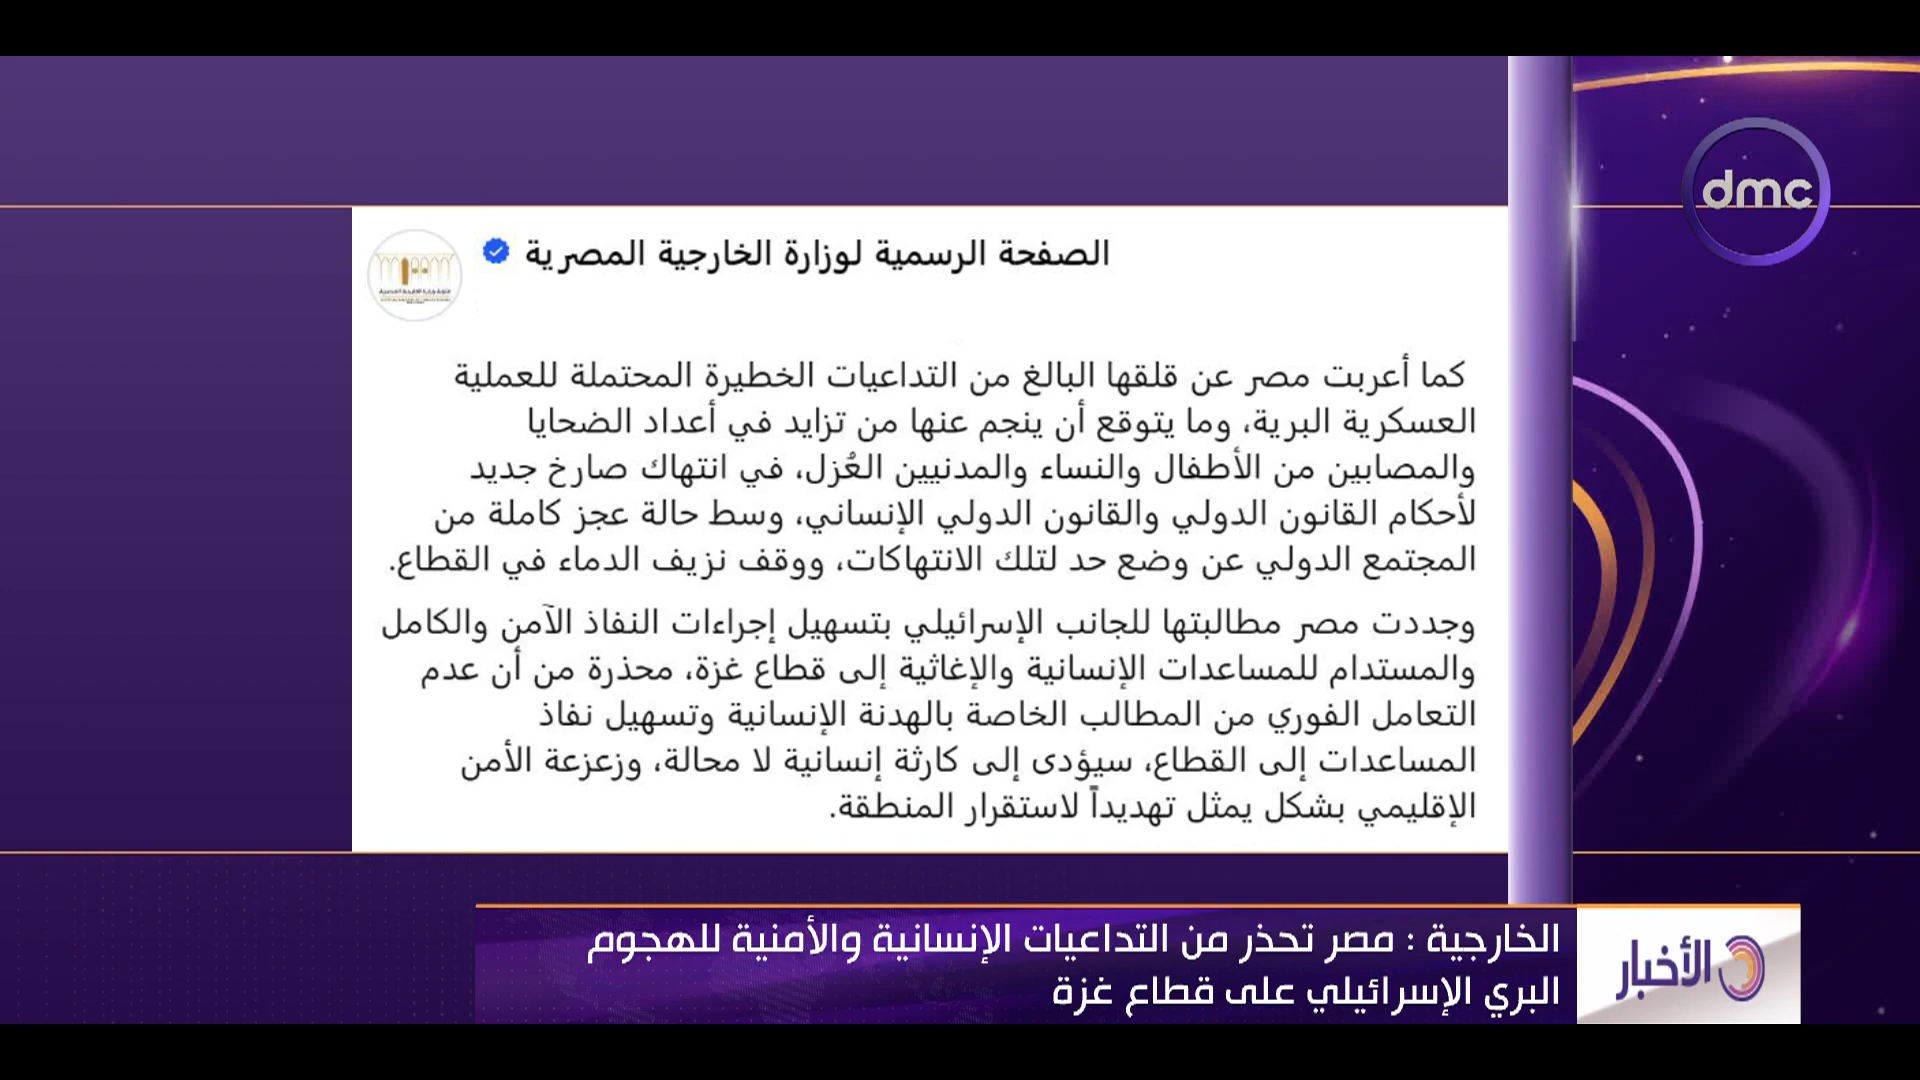 dmc
الصفحة الرسمية لوزارة الخارجية المصرية
كما أعربت مصر عن قلقها البالغ من التداعيات الخطيرة المحتملة للعملية
العسكرية البرية، وما يتوقع أن ينجم عنها من تزايد في أعداد الضحايا
والمصابين من الأطفال والنساء والمدنيين العُزل، في انتهاك صارخ جديد
لأحكام القانون الدولي والقانون الدولي الإنساني، وسط حالة عجز كاملة من
المجتمع الدولي عن وضع حد لتلك الانتهاكات، ووقف نزيف الدماء في القطاع.
وجددت مصر مطالبتها للجانب الإسرائيلي بتسهيل إجراءات النفاذ الآمن والكامل
والمستدام للمساعدات الإنسانية والإغاثية إلى قطاع غزة، محذرة من أن عدم
التعامل الفوري من المطالب الخاصة بالهدنة الإنسانية وتسهيل نفاذ
المساعدات إلى القطاع، سيؤدى إلى كارثة إنسانية لا محالة، وزعزعة الأمن
الإقليمي بشكل يمثل تهديداً لاستقرار المنطقة.
الأخبار
الخارجية : مصر تحذر من التداعيات الإنسانية والأمنية للهجوم
البري الإسرائيلي على قطاع غزة